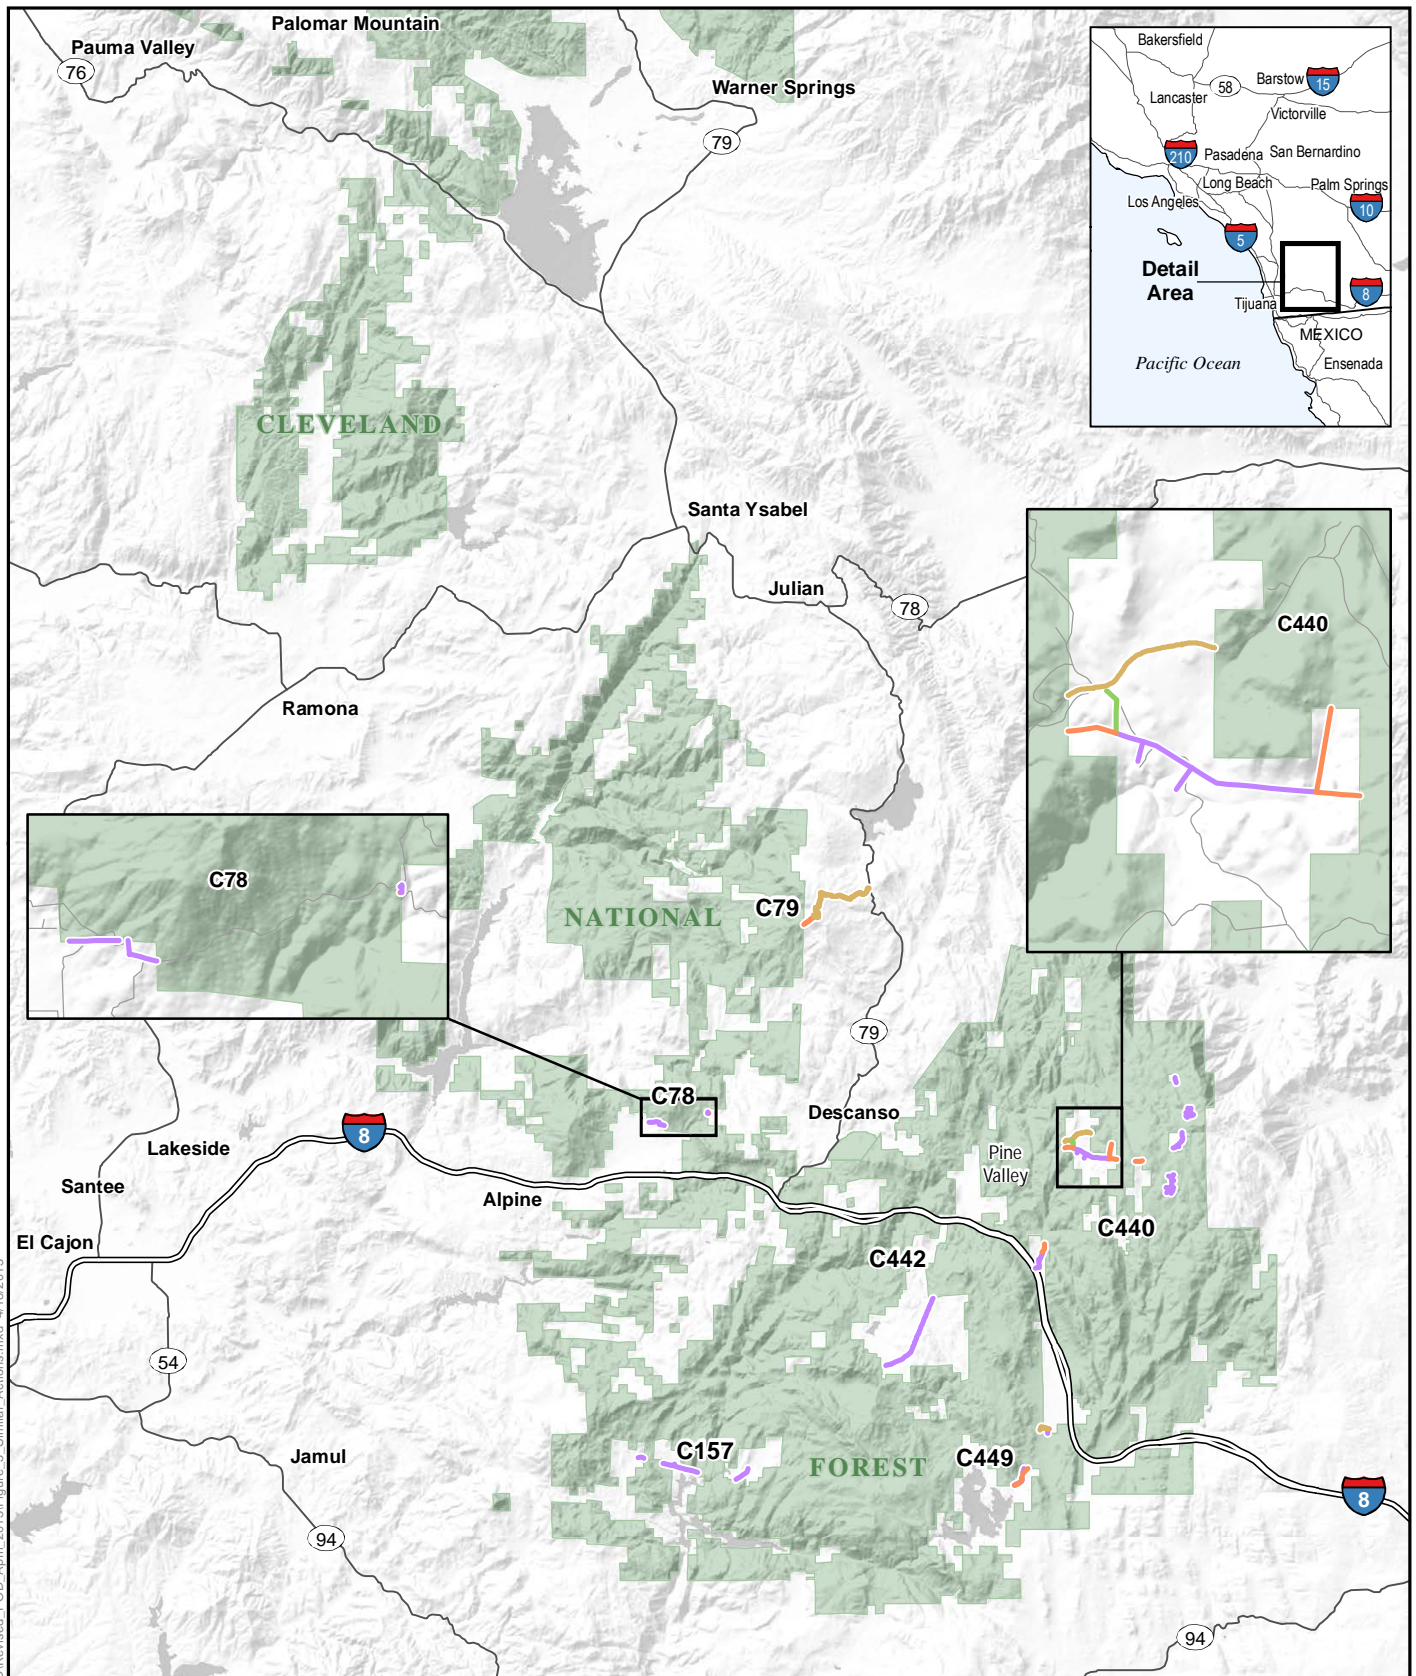 Palomar Mountain
Pauma Valley
76
Warner Springs
79
Bakersfield
58
Barstow
15
Lancaster
Victorville
210
Pasadena
San Bernardino
Long Beach
Palm Springs
Los Angeles
10
5
Detail
Area
8
Tijuana
MEXICO
Pacific Ocean
Ensenada
CLEVELAND
Santa Ysabel
Julian
78
C440
Ramona
C78
C79
NATIONAL
79
C78
Descanso
8
Lakeside
Pine
Valley
Santee
Alpine
C440
El Cajon
C442
54
C157
C449
Jamul
FOREST
8
94
94